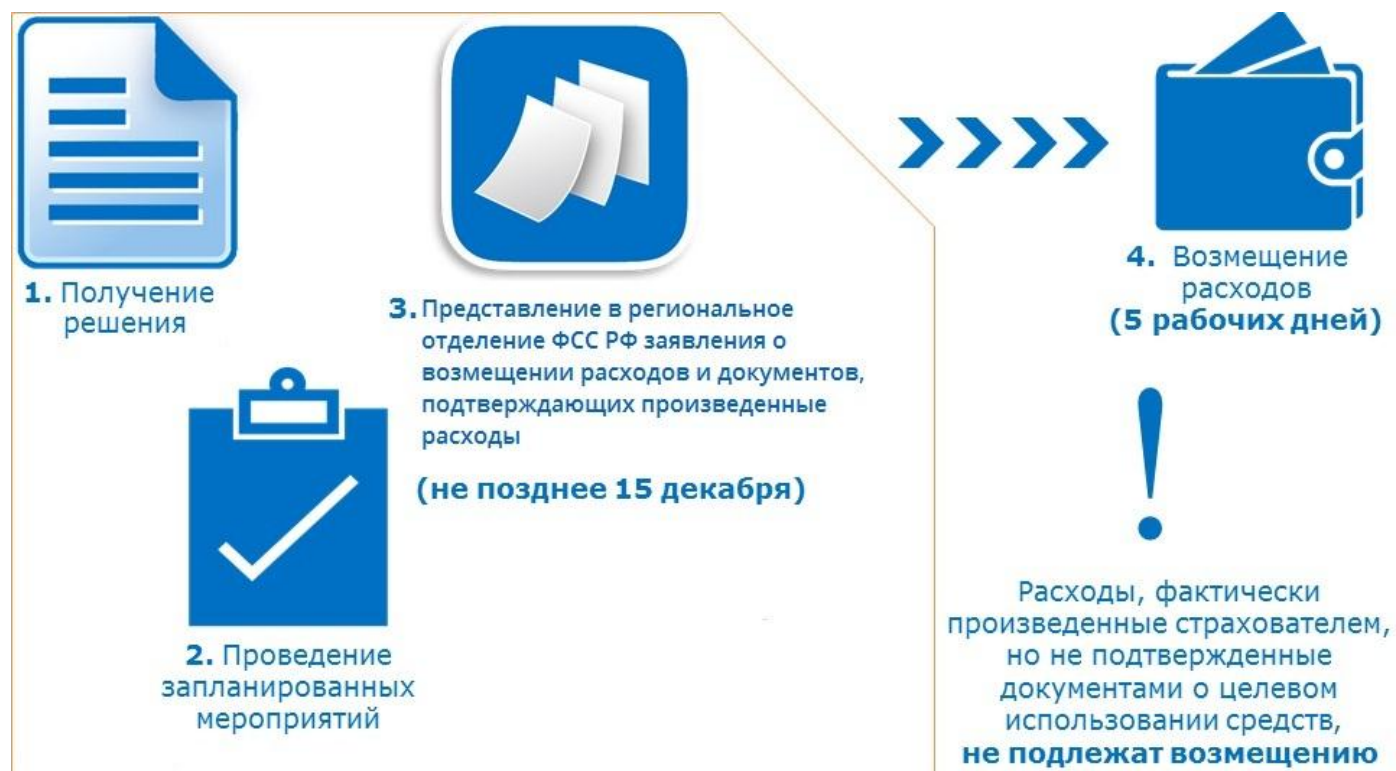 1. Получение
решения
2. Проведение
запланированных
мероприятий
3. Представление в региональное
отделение ФСС РФ заявления о
возмещении расходов и документов,
подтверждающих произведенные
расходы
(не позднее 15 декабря)
4. Возмещение
расходов
(5 рабочих дней)
!
Расходы, фактически
произведенные страхователем,
но не подтвержденные
документами о целевом
использовании средств,
не подлежат возмещению